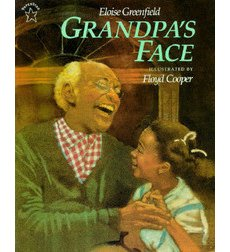 Eloise Greenfield
GRANDPA'S
FACE
ILLUSTRATED BY
Floyd Cooper